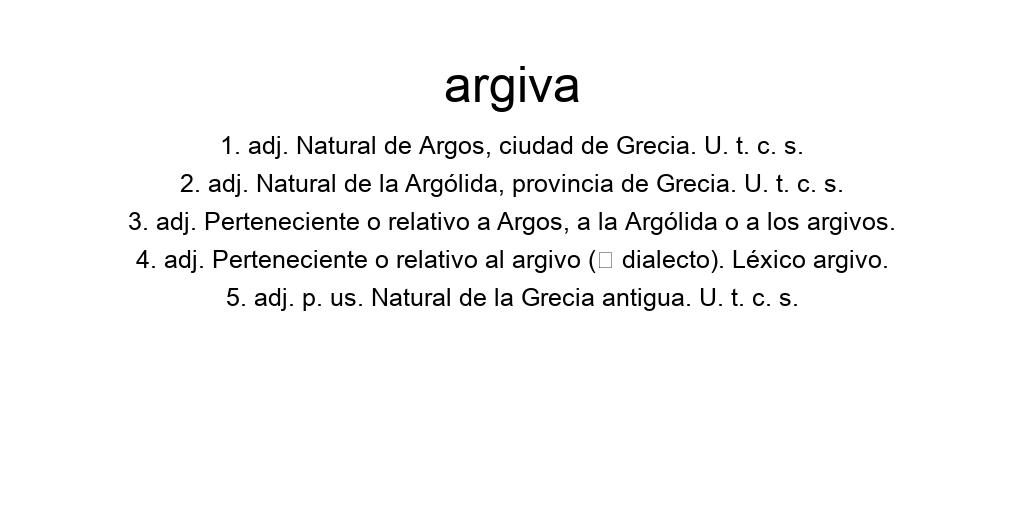 argiva
1. adj. Natural de Argos, ciudad de Grecia. U. t. c. s.
2. adj. Natural de la Argólida, provincia de Grecia. U. t. c. s.
3. adj. Perteneciente o relativo a Argos, a la Argólida o a los argivos.
4. adj. Perteneciente o relativo al argivo (□ dialecto). Léxico argivo.
5. adj. p. us. Natural de la Grecia antigua. U. t. c. s.